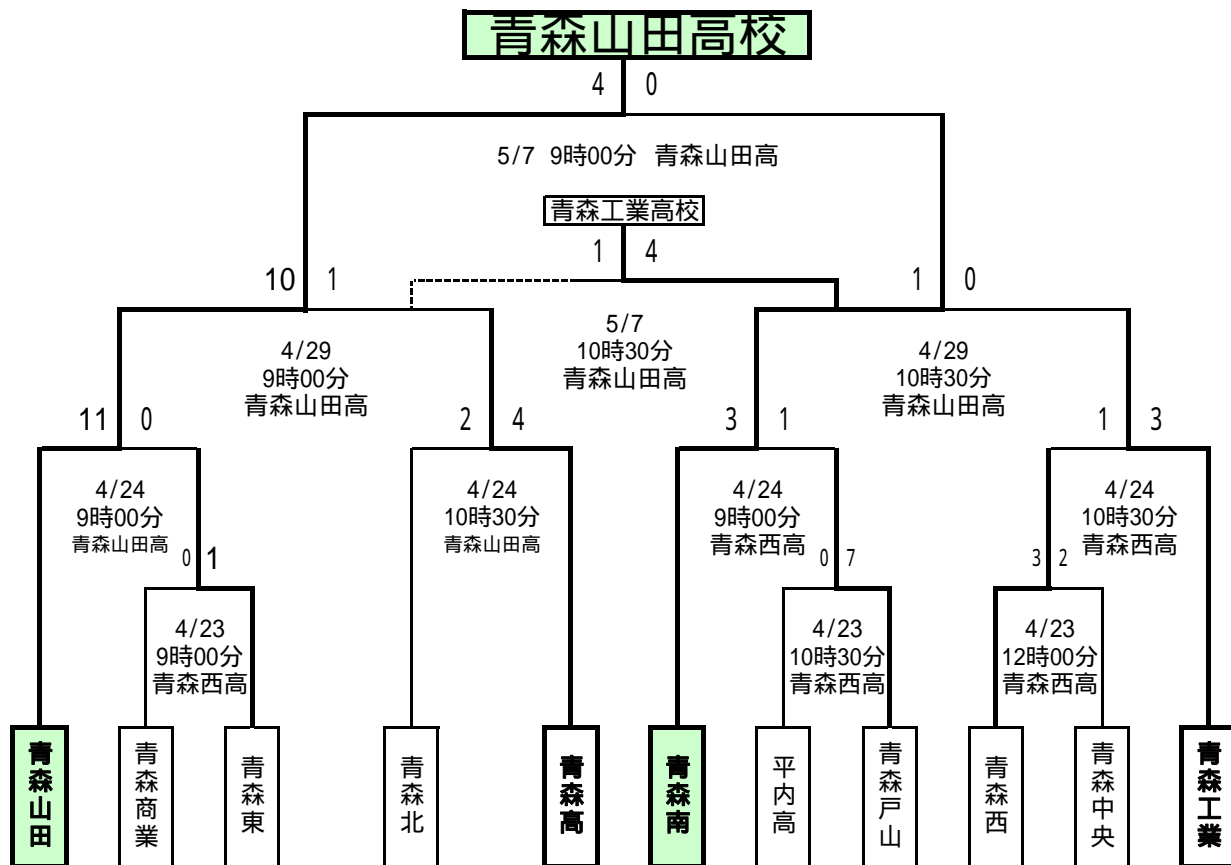 青森山田高校
4 0
5/7 9時00分 青森山田高
青森工業高校
1 4
10 1
1 0
5/7
10時30分
青森山田高
4/29
9時00分
青森山田高
4/29
10時30分
青森山田高
11 0
2 4
3 1
1 3
4/24
9時00分
青森山田高
4/24
10時30分
青森山田高
4/24
9時00分
青森西高
4/24
10時30分
青森西高
0 1
0 7
3 2
4/23
9時00分
青森西高
4/23
10時30分
青森西高
4/23
12時00分
青森西高
青森山田
青森商業
青森東
青森北
青森高
青森南
平内高
青森戸山
青森西
青森中央
青森工業